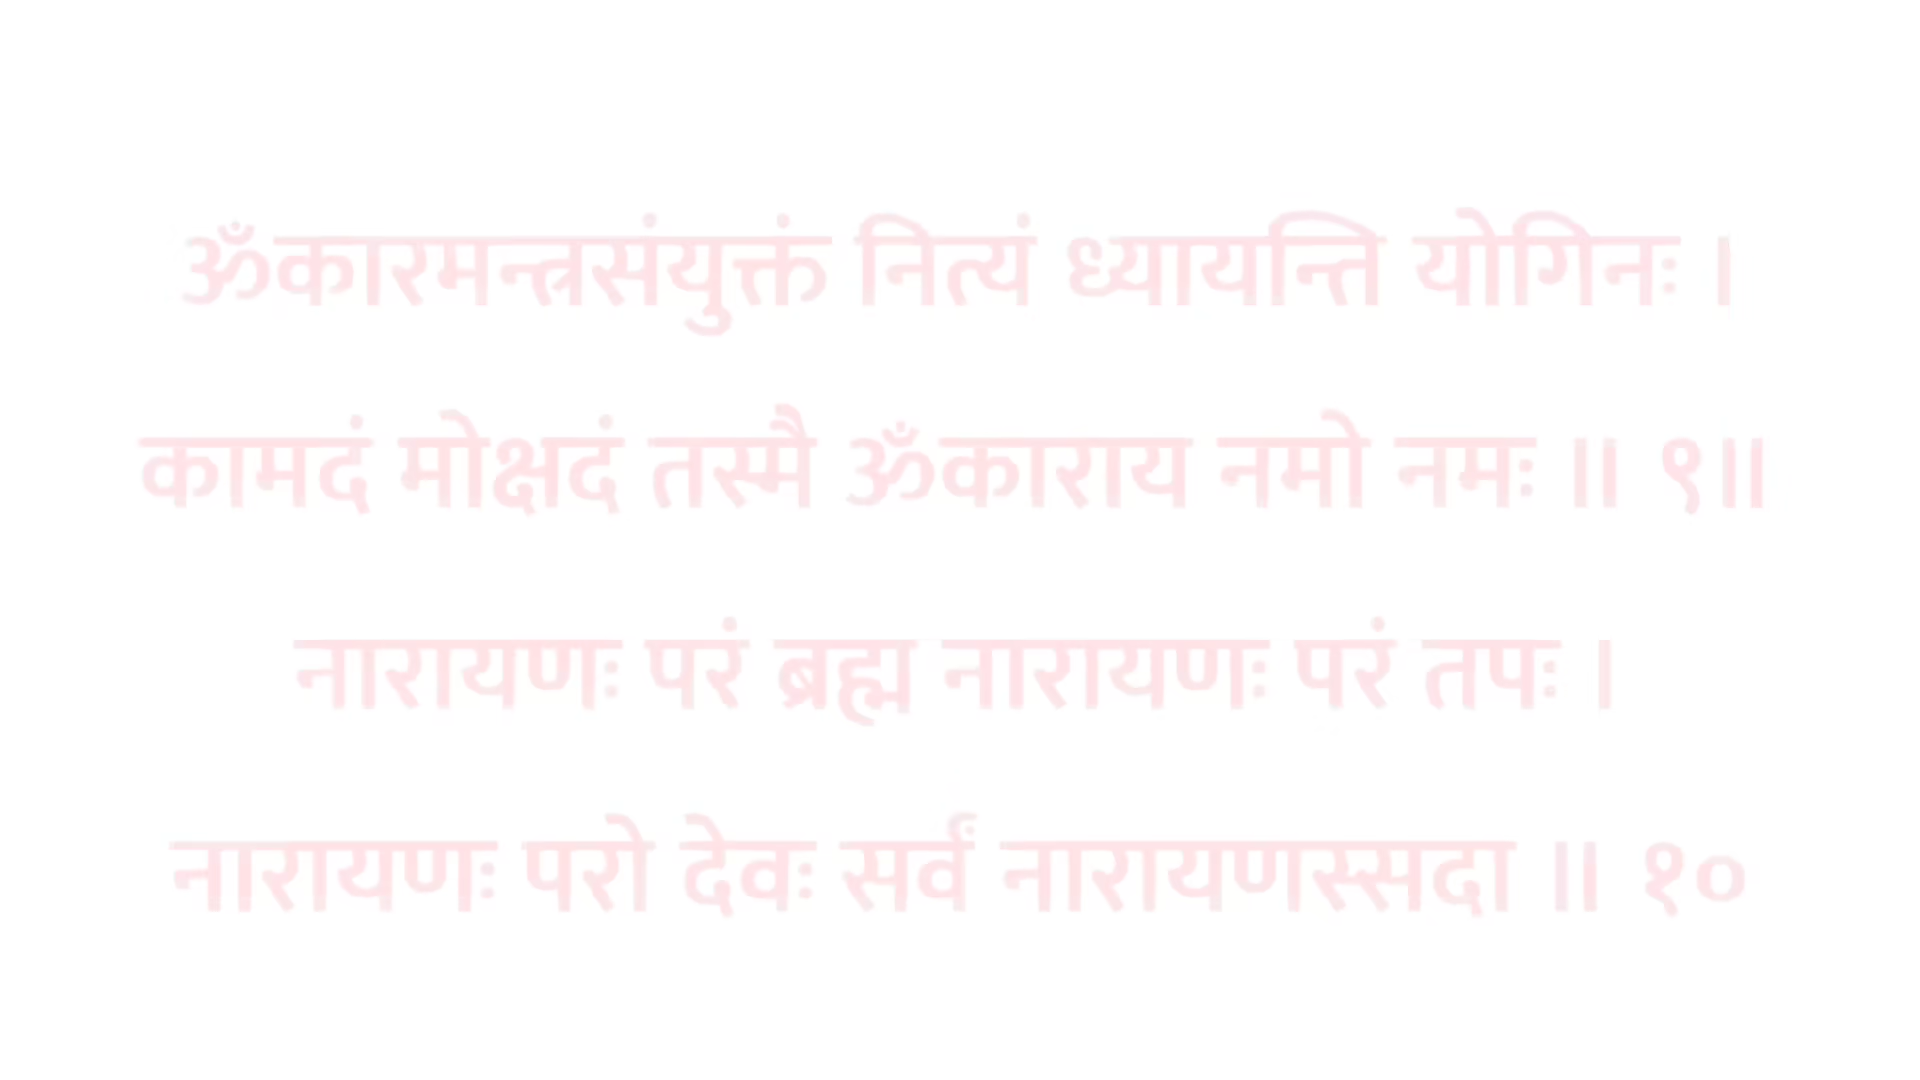 ॐकारमन्त्रसंयुक्तं नित्यं ध्यायन्ति योगिनः ।
कामदं मोक्षदं तस्मै ॐकाराय नमो नमः ॥ ९॥
नारायणः परं ब्रह्म नारायणः परं तपः ।
नारायणः परो देवः सर्वं नारायणस्सदा ॥ १०